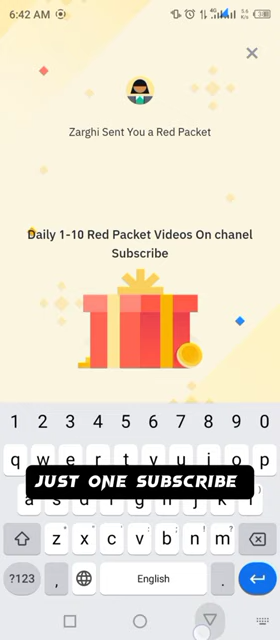 6:42 AM
Zarghi Sent You a Red Packet
Daily 1-10 Red Packet Videos On chanel
Subscribe
1 2 3 4 5 6 7 8 9 0
q w e r t y u i o p
JUST ONE SUBSCRIBE
z x c v b n m
?123 , English .